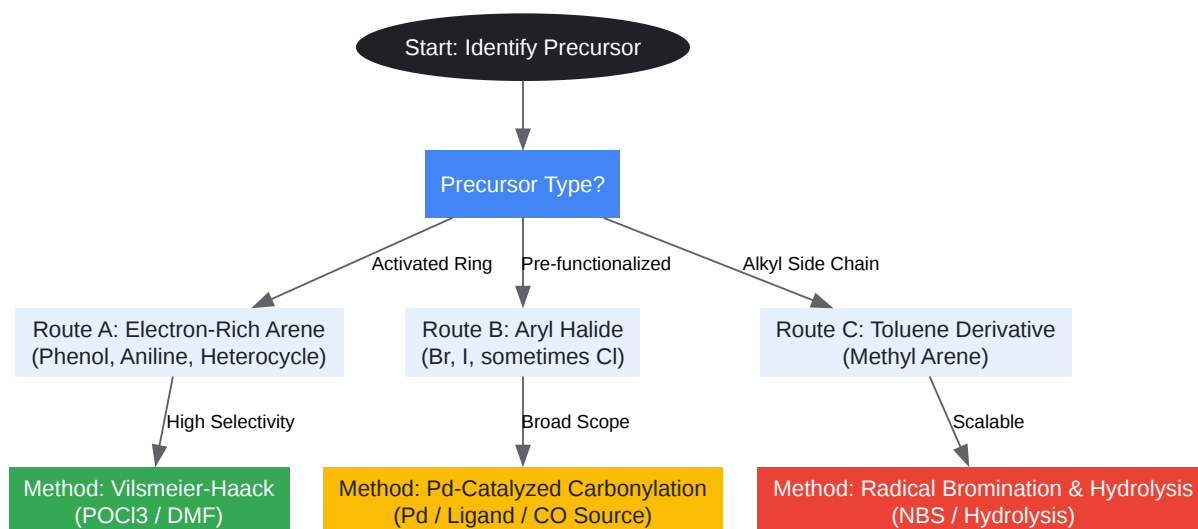 Start: Identify Precursor
Precursor Type?
Activated Ring
Pre-functionalized
Alkyl Side Chain
Route A: Electron-Rich Arene
(Phenol, Aniline, Heterocycle)
Route B: Aryl Halide
(Br, I, sometimes Cl)
Route C: Toluene Derivative
(Methyl Arene)
High Selectivity
Broad Scope
Scalable
Method: Vilsmeier-Haack
(POCl3 / DMF)
Method: Pd-Catalyzed Carbonylation
(Pd / Ligand / CO Source)
Method: Radical Bromination & Hydrolysis
(NBS / Hydrolysis)